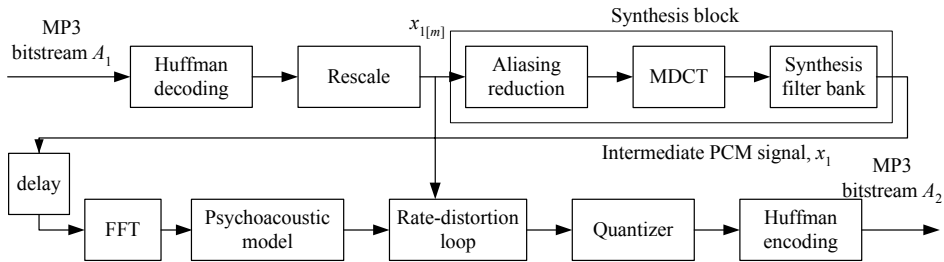 Synthesis block
MP3
bitstream A1
x1[m]
Huffman
decoding
Rescale
Aliasing
reduction
MDCT
Synthesis
filter bank
Intermediate PCM signal, x1
MP3
bitstream A2
delay
FFT
Psychoacoustic
model
Rate-distortion
loop
Quantizer
Huffman
encoding